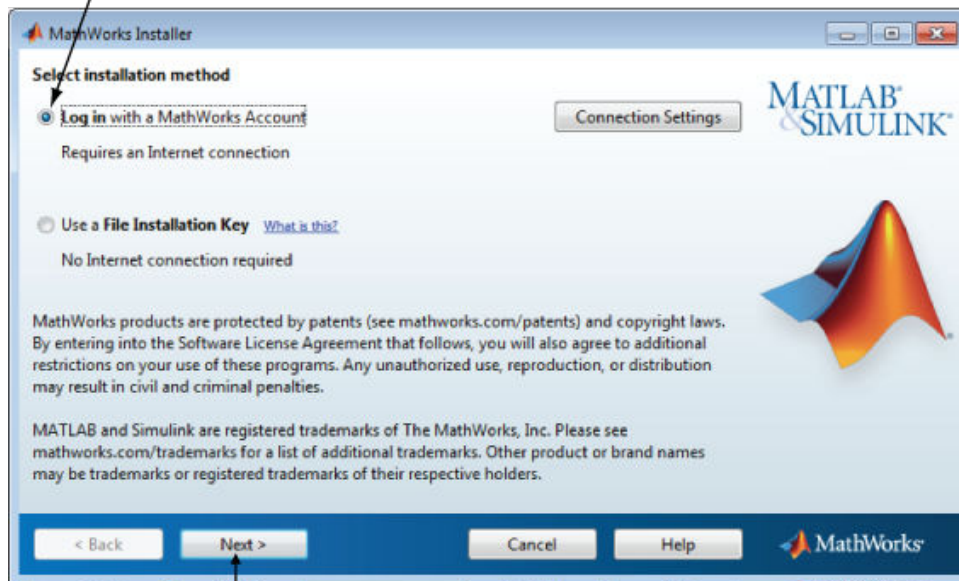 MathWorks Installer
Select installation method
Log in with a MathWorks Account
Connection Settings
Requires an Internet connection
MATLAB®
&SIMULINK®
Use a File Installation Key What is this?
No Internet connection required
MathWorks products are protected by patents (see mathworks.com/patents) and copyright laws.
By entering into the Software License Agreement that follows, you will also agree to additional
restrictions on your use of these programs. Any unauthorized use, reproduction, or distribution
may result in civil and criminal penalties.
MATLAB and Simulink are registered trademarks of The MathWorks, Inc. Please see
mathworks.com/trademarks for a list of additional trademarks. Other product or brand names
may be trademarks or registered trademarks of their respective holders.
< Back
Next >
Cancel
Help
MathWorks®